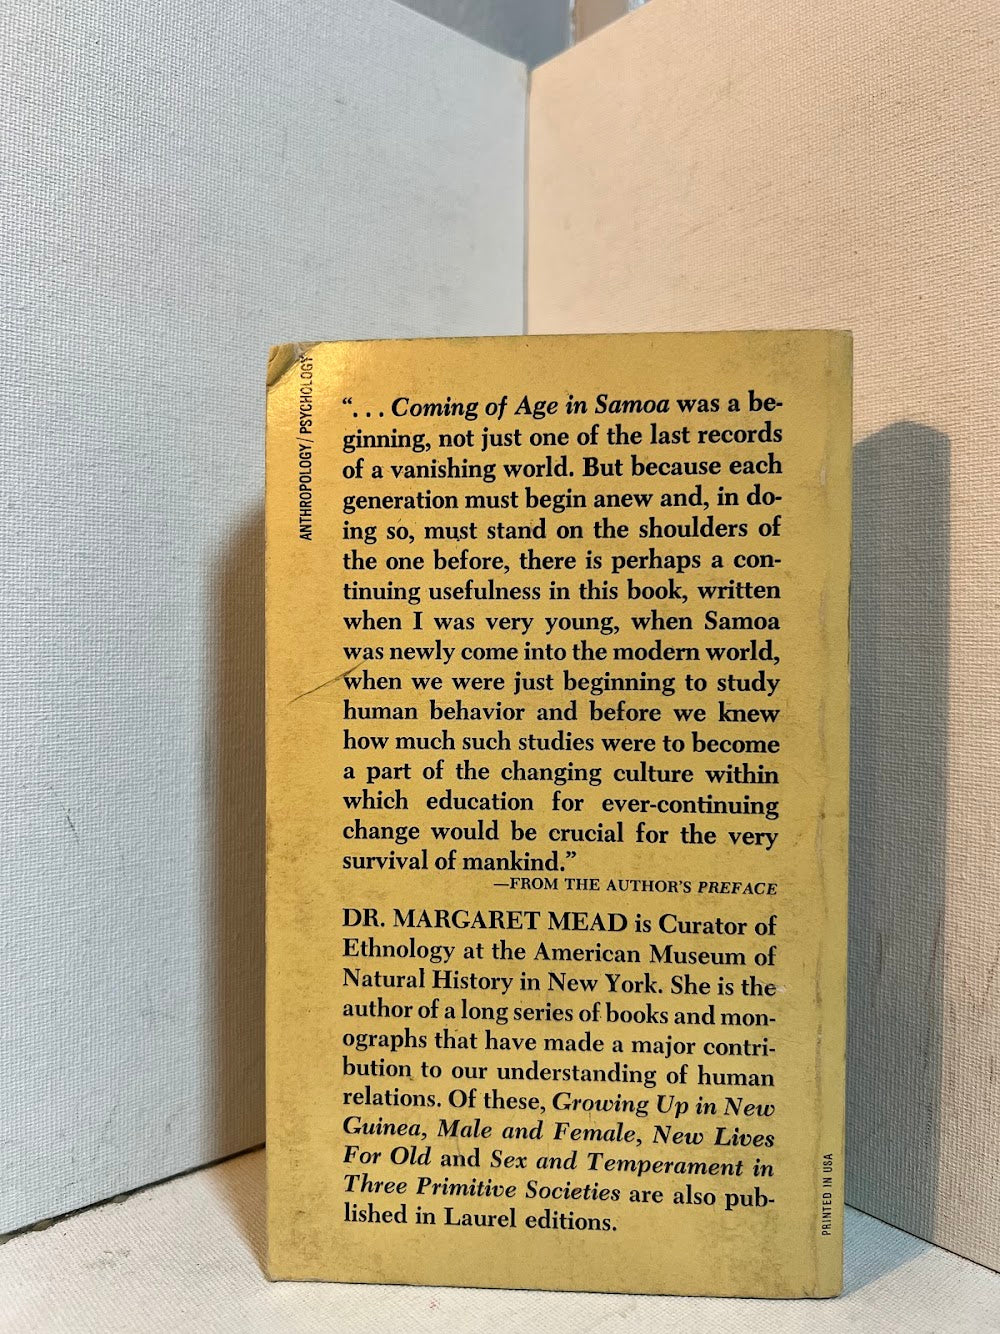 ANTHROPOLOGY/PSYCHOLOGY
“... Coming of Age in Samoa was a be-
ginning, not just one of the last records
of a vanishing world. But because each
generation must begin anew and, in do-
ing so, must stand on the shoulders of
the one before, there is perhaps a con-
tinuing usefulness in this book, written
when I was very young, when Samoa
was newly come into the modern world,
when we were just beginning to study
human behavior and before we knew
how much such studies were to become
a part of the changing culture within
which education for ever-continuing
change would be crucial for the very
survival of mankind.”
—FROM THE AUTHOR'S PREFACE
DR. MARGARET MEAD is Curator of
Ethnology at the American Museum of
Natural History in New York. She is the
author of a long series of books and mon-
ographs that have made a major contri-
bution to our understanding of human
relations. Of these, Growing Up in New
Guinea, Male and Female, New Lives
For Old and Sex and Temperament in
Three Primitive Societies are also pub-
lished in Laurel editions.
PRINTED IN USA